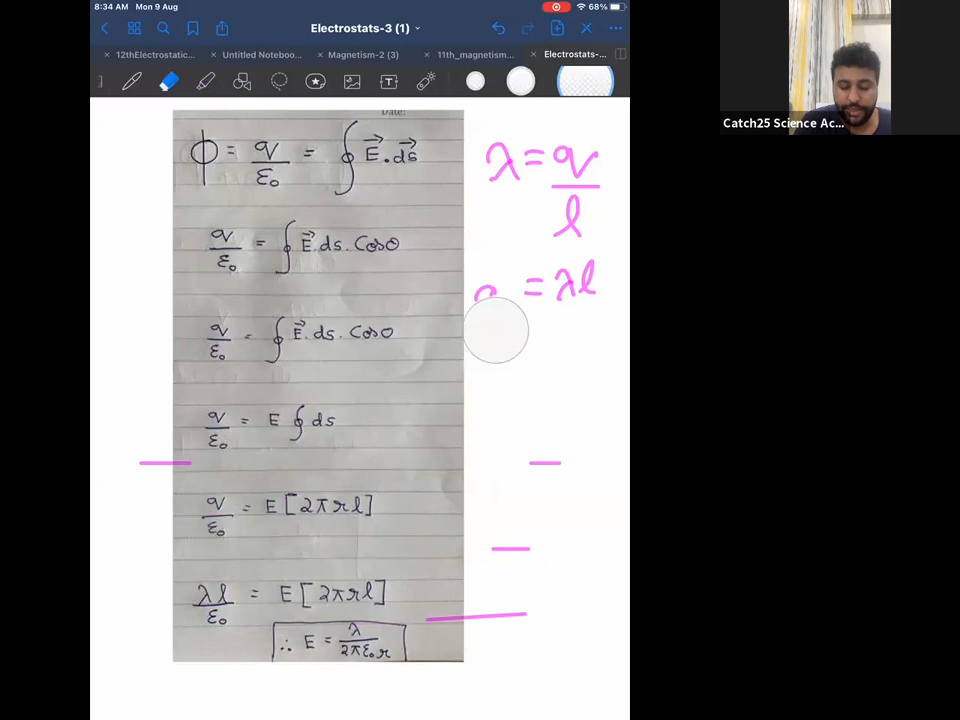 8:34 AM Mon 9 Aug
68%
Electrostats-3 (1)
12thElectrostatic...
Untitled Noteboo...
Magnetism-2 (3)
11th_magnetism...
Electrostats-...
Catch25 Science Ac...
Date:
ϕ = q/ε₀ = ∮ E⃗ . ds⃗
q/ε₀ = ∮ E⃗ . ds . Cosθ
q/ε₀ = ∮ E⃗ . ds . Cosθ
q/ε₀ = E ∮ ds
q/ε₀ = E [2πrl]
λl/ε₀ = E [2πrl]
∴ E = λ/2πε₀r
λ = q/l
= λl